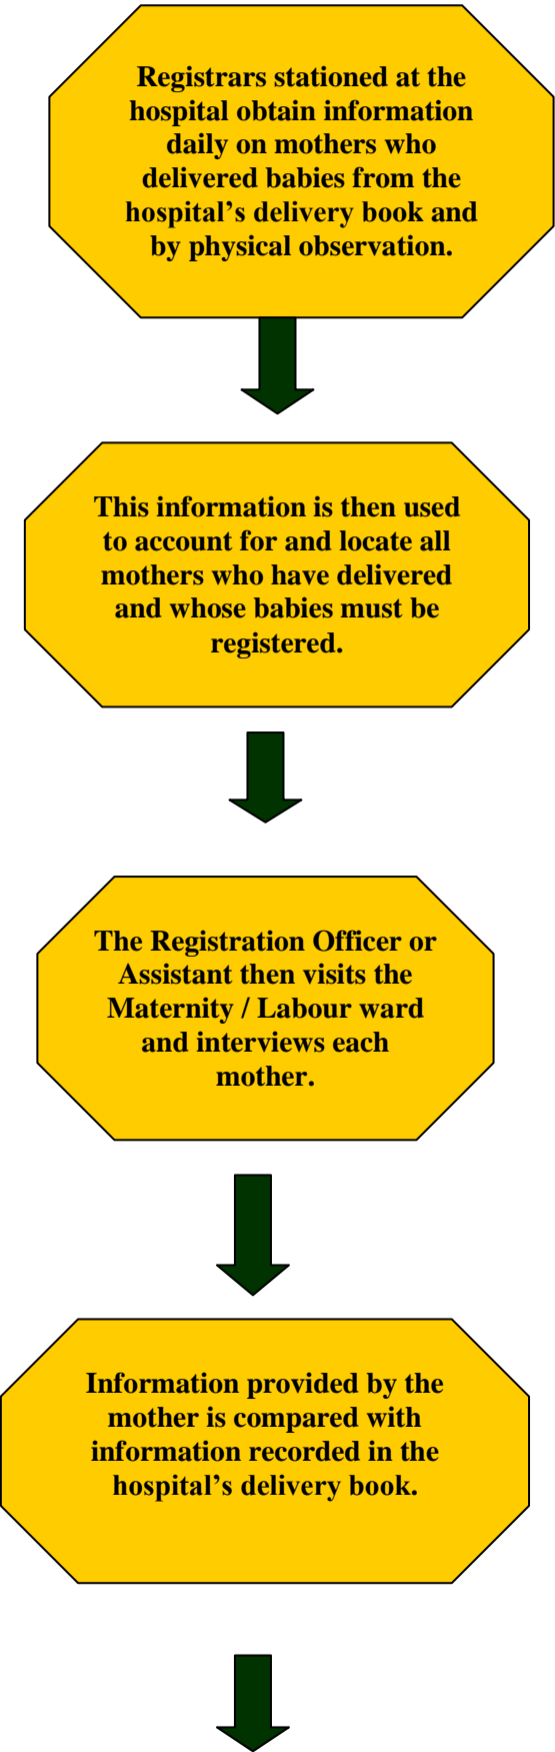 Registrars stationed at the
hospital obtain information
daily on mothers who
delivered babies from the
hospital’s delivery book and
by physical observation.
This information is then used
to account for and locate all
mothers who have delivered
and whose babies must be
registered.
The Registration Officer or
Assistant then visits the
Maternity / Labour ward
and interviews each
mother.
Information provided by the
mother is compared with
information recorded in the
hospital’s delivery book.